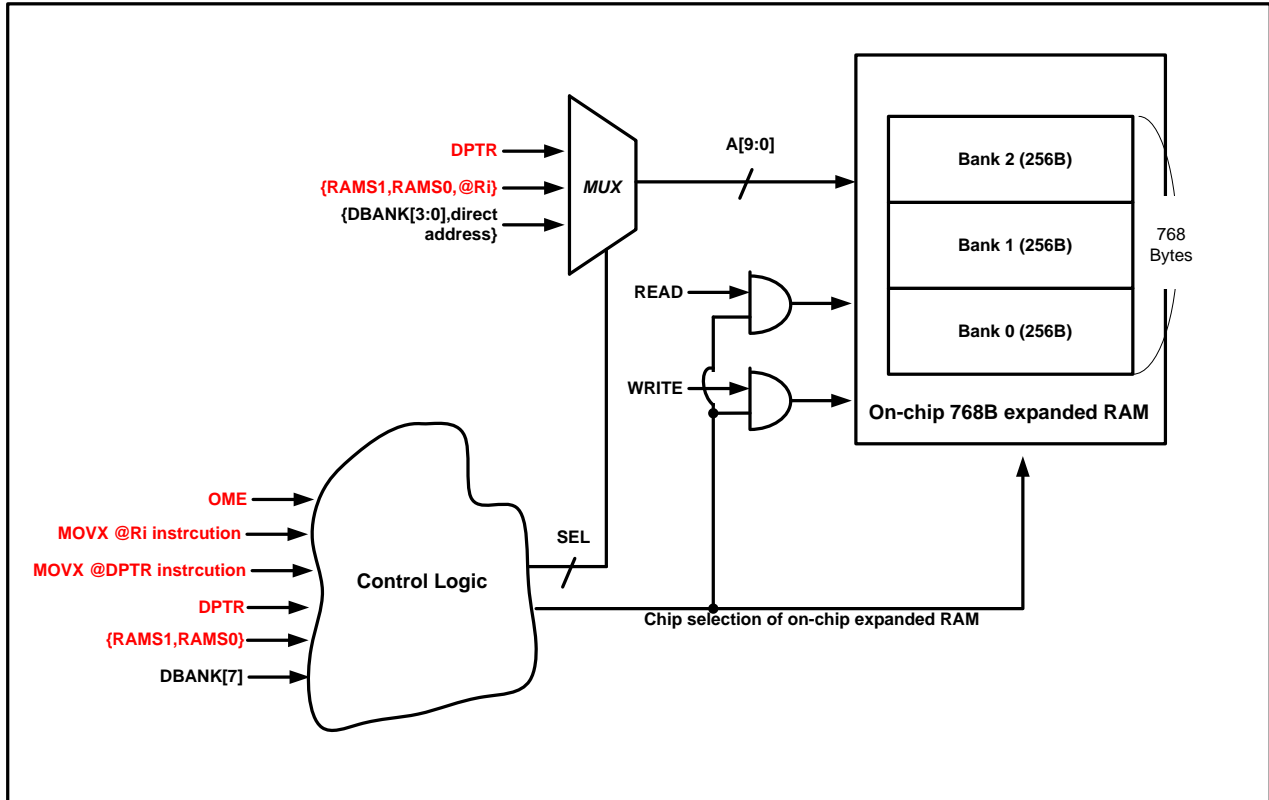 DPTR
{RAMS1,RAMS0,@Ri}
{DBANK[3:0],direct
address}
MUX
A[9:0]
Bank 2 (256B)
Bank 1 (256B)
Bank 0 (256B)
768
Bytes
READ
WRITE
On-chip 768B expanded RAM
OME
MOVX @Ri instrcution
MOVX @DPTR instrcution
DPTR
{RAMS1,RAMS0}
DBANK[7]
Control Logic
SEL
Chip selection of on-chip expanded RAM